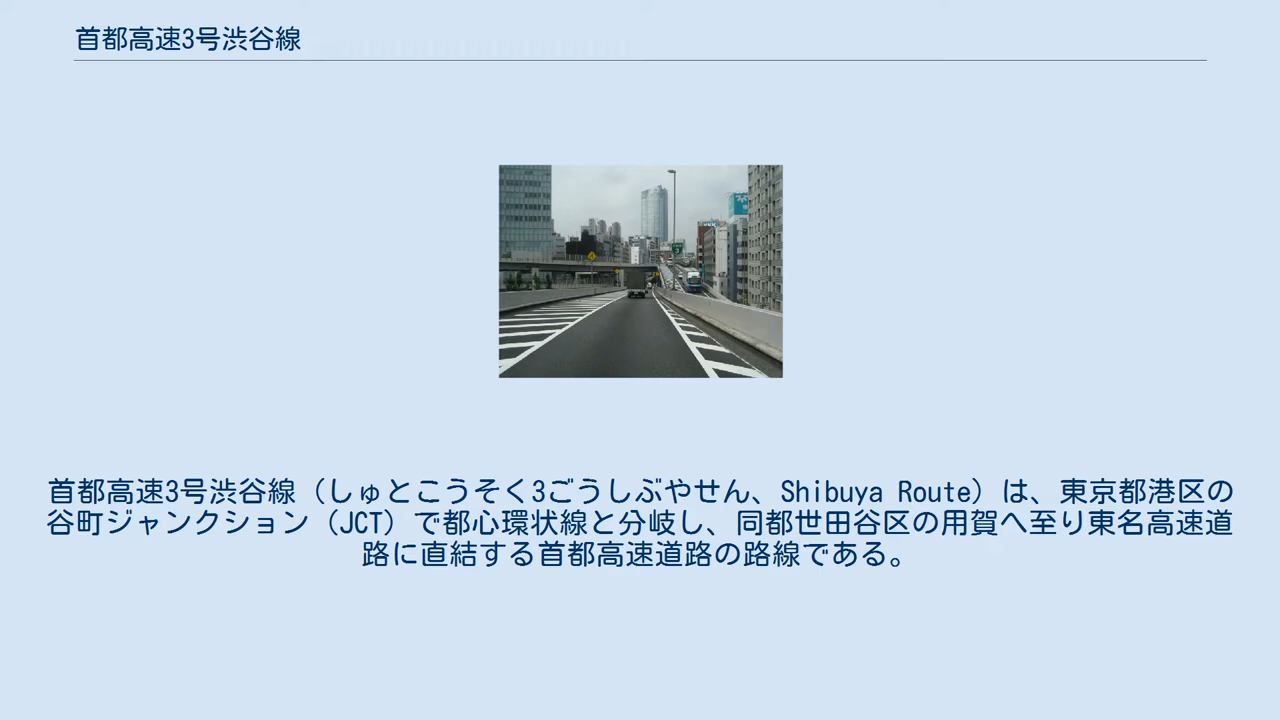 首都高速3号渋谷線
首都高速3号渋谷線（しゅとこうそく3ごうしぶやせん、Shibuya Route）は、東京都港区の
谷町ジャンクション（JCT）で都心環状線と分岐し、同都世田谷区の用賀へ至り東名高速道
路に直結する首都高速道路の路線である。